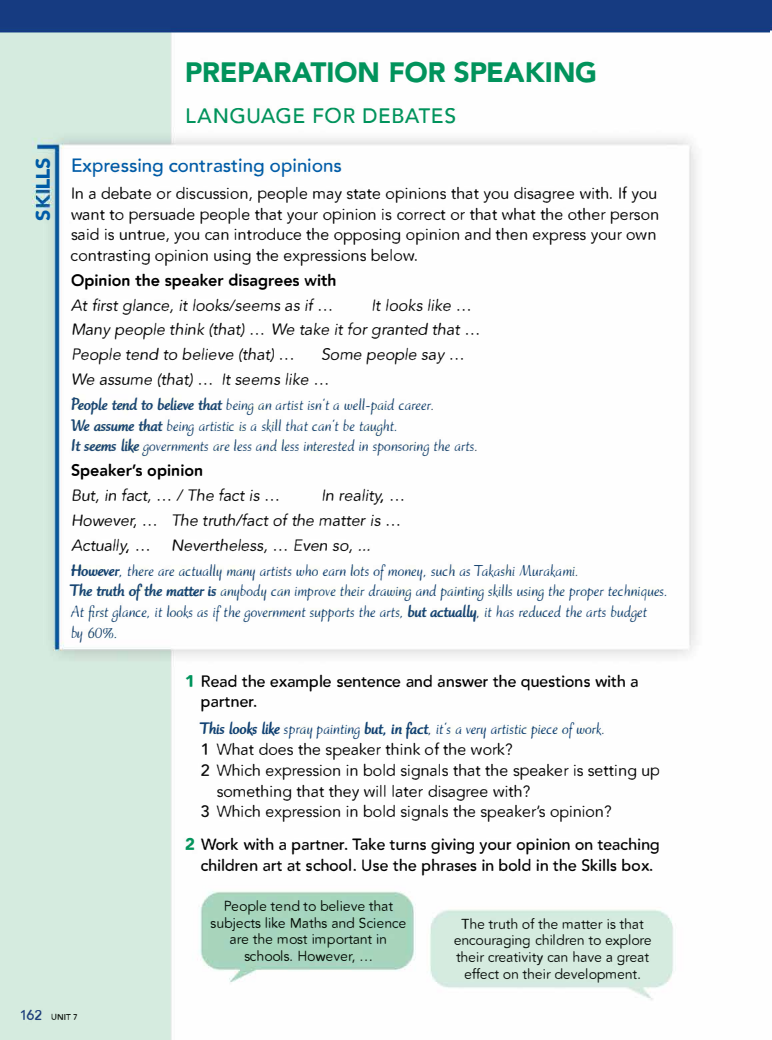 PREPARATION FOR SPEAKING
LANGUAGE FOR DEBATES
SKILLS
Expressing contrasting opinions
In a debate or discussion, people may state opinions that you disagree with. If you
want to persuade people that your opinion is correct or that what the other person
said is untrue, you can introduce the opposing opinion and then express your own
contrasting opinion using the expressions below.
Opinion the speaker disagrees with
At first glance, it looks/seems as if … It looks like …
Many people think (that) … We take it for granted that …
People tend to believe (that) … Some people say …
We assume (that) … It seems like …
People tend to believe that being an artist isn't a well-paid career.
We assume that being artistic is a skill that can't be taught.
It seems like governments are less and less interested in sponsoring the arts.
Speaker's opinion
But, in fact, … / The fact is … In reality, …
However, … The truth/fact of the matter is …
Actually, … Nevertheless, … Even so, ...
However, there are actually many artists who earn lots of money, such as Takashi Murakami.
The truth of the matter is anybody can improve their drawing and painting skills using the proper techniques.
At first glance, it looks as if the government supports the arts, but actually, it has reduced the arts budget
by 60%.
1 Read the example sentence and answer the questions with a
partner.
This looks like spray painting but, in fact, it's a very artistic piece of work.
1 What does the speaker think of the work?
2 Which expression in bold signals that the speaker is setting up
something that they will later disagree with?
3 Which expression in bold signals the speaker's opinion?
2 Work with a partner. Take turns giving your opinion on teaching
children art at school. Use the phrases in bold in the Skills box.
People tend to believe that
subjects like Maths and Science
are the most important in
schools. However, …
The truth of the matter is that
encouraging children to explore
their creativity can have a great
effect on their development.
162 UNIT 7